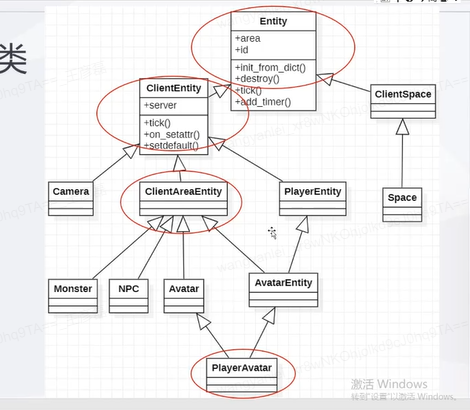 类
Entity
+area
+id
+init_from_dict()
+destroy()
+tick()
+add_timer()
ClientEntity
+server
+tick()
+on_setattr()
+setdefault()
ClientSpace
Camera
ClientAreaEntity
PlayerEntity
Space
Monster
NPC
Avatar
AvatarEntity
PlayerAvatar
激活 Windows
转到"设置"以激活 Windows。